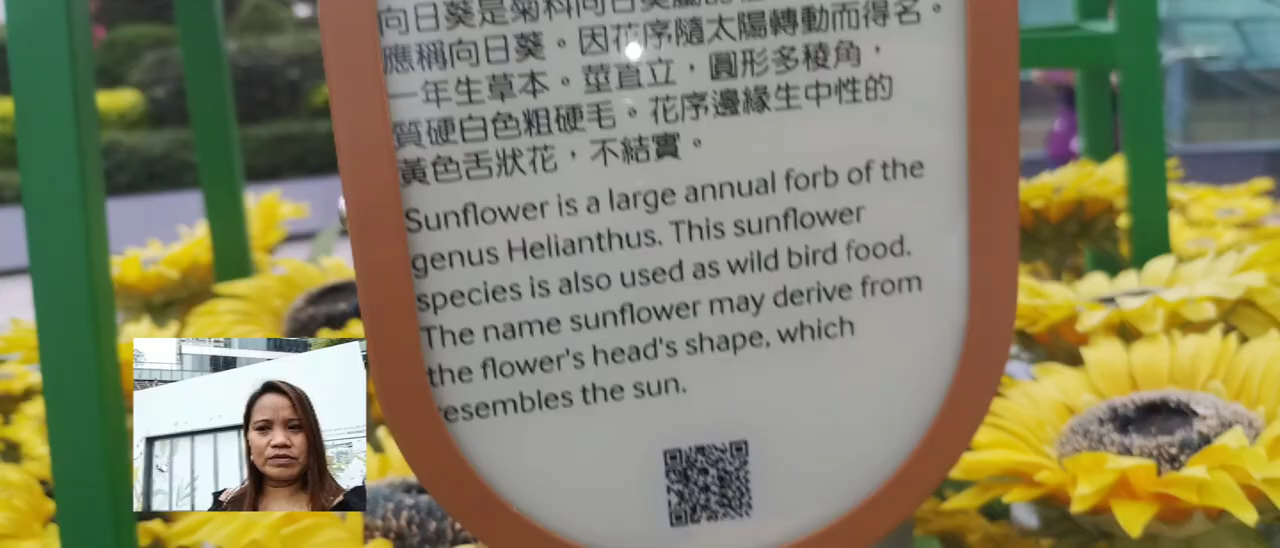 向日葵是菊科向日葵屬的
應稱向日葵。因花序隨太陽轉動而得名。
一年生草本。莖直立，圓形多稜角，
質硬白色粗硬毛。花序邊緣生中性的
黃色舌狀花，不結實。
Sunflower is a large annual forb of the
genus Helianthus. This sunflower
species is also used as wild bird food.
The name sunflower may derive from
the flower's head's shape, which
resembles the sun.